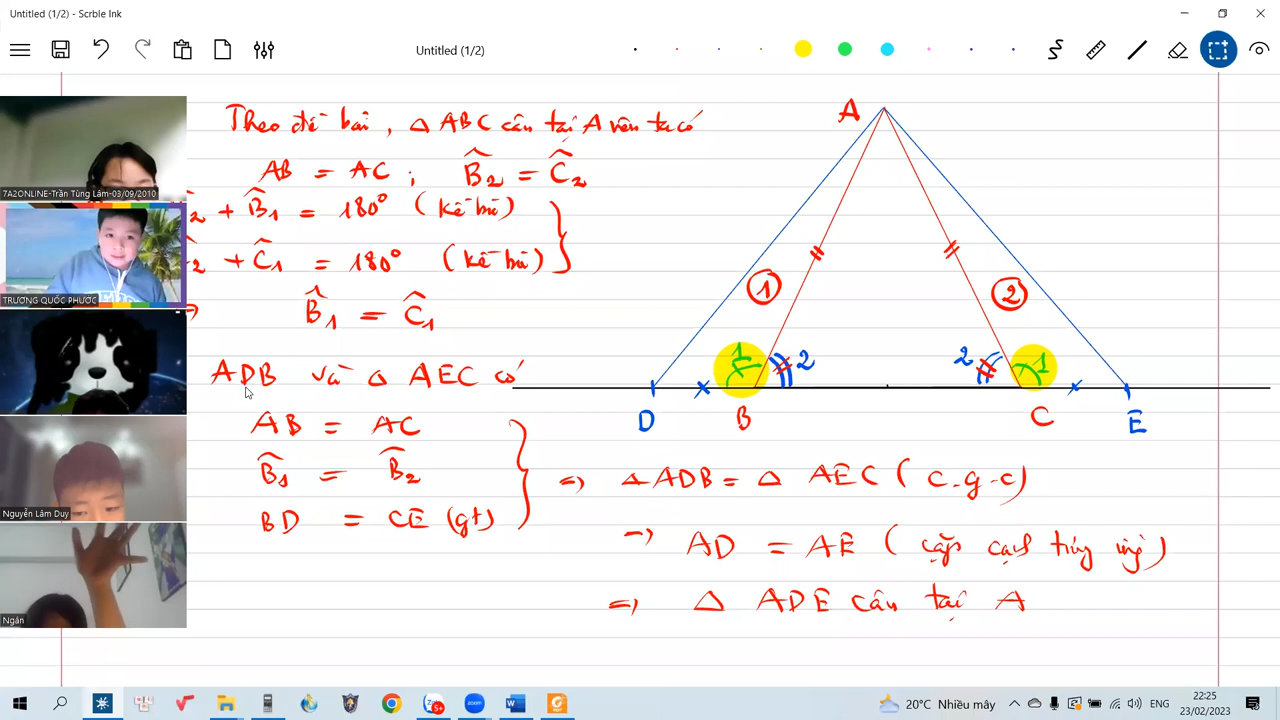 Untitled (1/2) - Scrble Ink
Untitled (1/2)
7A2ONLINE-Trần Tùng Lâm-03/09/2010
TRƯƠNG QUỐC PHƯỚC
Nguyễn Lâm Duy
Ngân
Theo đề bài, Δ ABC cân tại A nên ta có
AB = AC ; B̂2 = Ĉ2
2 + B̂1 = 180° (kề bù)
2 + Ĉ1 = 180° (kề bù)
⇒ B̂1 = Ĉ1
ADB và Δ AEC có
AB = AC
B̂1 = B̂2
BD = CE (gt)
⇒ Δ ADB = Δ AEC (c-g-c)
⇒ AD = AE (cặp cạnh tương ứng)
⇒ Δ ADE cân tại A
A
1
2
1
2
2
1
D
B
C
E
5+
20°C Nhiều mây
ENG
22:25
23/02/2023